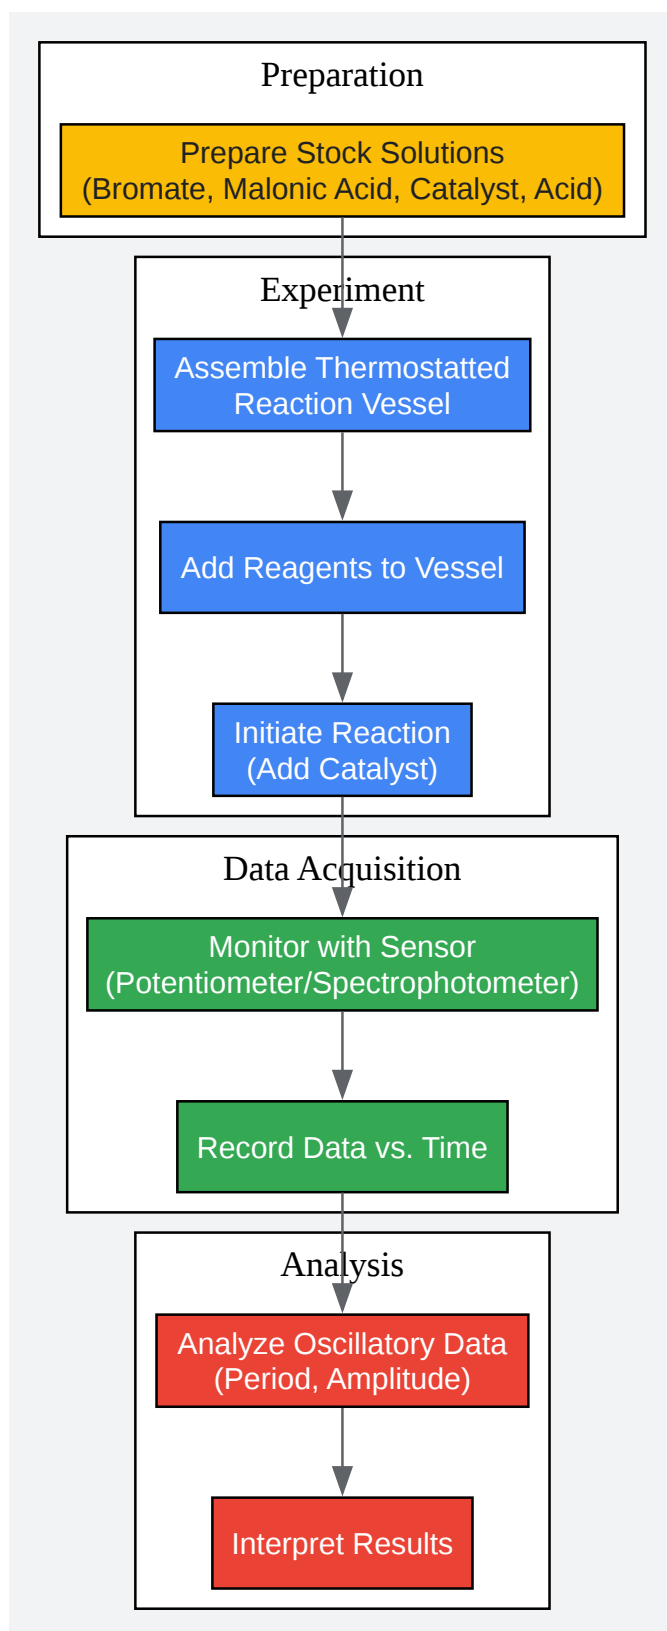 Preparation
Prepare Stock Solutions
(Bromate, Malonic Acid, Catalyst, Acid)
Experiment
Assemble Thermostatted
Reaction Vessel
Add Reagents to Vessel
Initiate Reaction
(Add Catalyst)
Data Acquisition
Monitor with Sensor
(Potentiometer/Spectrophotometer)
Record Data vs. Time
Analysis
Analyze Oscillatory Data
(Period, Amplitude)
Interpret Results